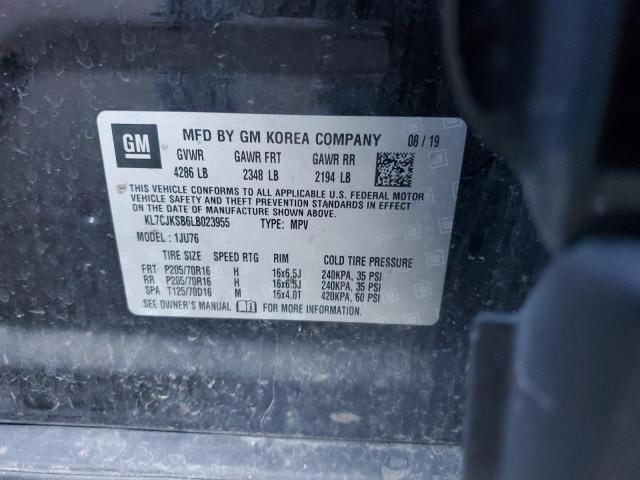 GM
MFD BY GM KOREA COMPANY 08/19
GVWR GAWR FRT GAWR RR
4286 LB 2348 LB 2194 LB
THIS VEHICLE CONFORMS TO ALL APPLICABLE U.S. FEDERAL MOTOR
VEHICLE SAFETY AND THEFT PREVENTION STANDARDS IN EFFECT
ON THE DATE OF MANUFACTURE SHOWN ABOVE.
KL7CJKSB6LB023955 TYPE: MPV
1JU76
TIRE SIZE SPEED RTG RIM COLD TIRE PRESSURE
FRT P205/70R16 H 16x6.5J 240KPA, 35 PSI
RR P205/70R16 H 16x6.5J 240KPA, 35 PSI
SPA T125/70D16 M 16x4.0T 420KPA, 60 PSI
SEE OWNER'S MANUAL FOR MORE INFORMATION.